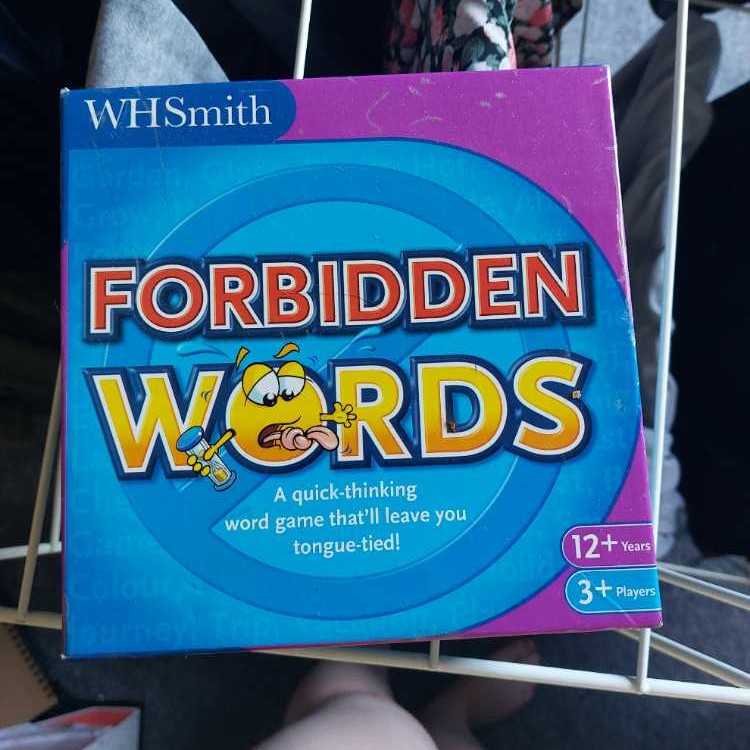 WHSmith
FORBIDDEN
WORDS
A quick-thinking
word game that'll leave you
tongue-tied!
12+ Years
3+ Players